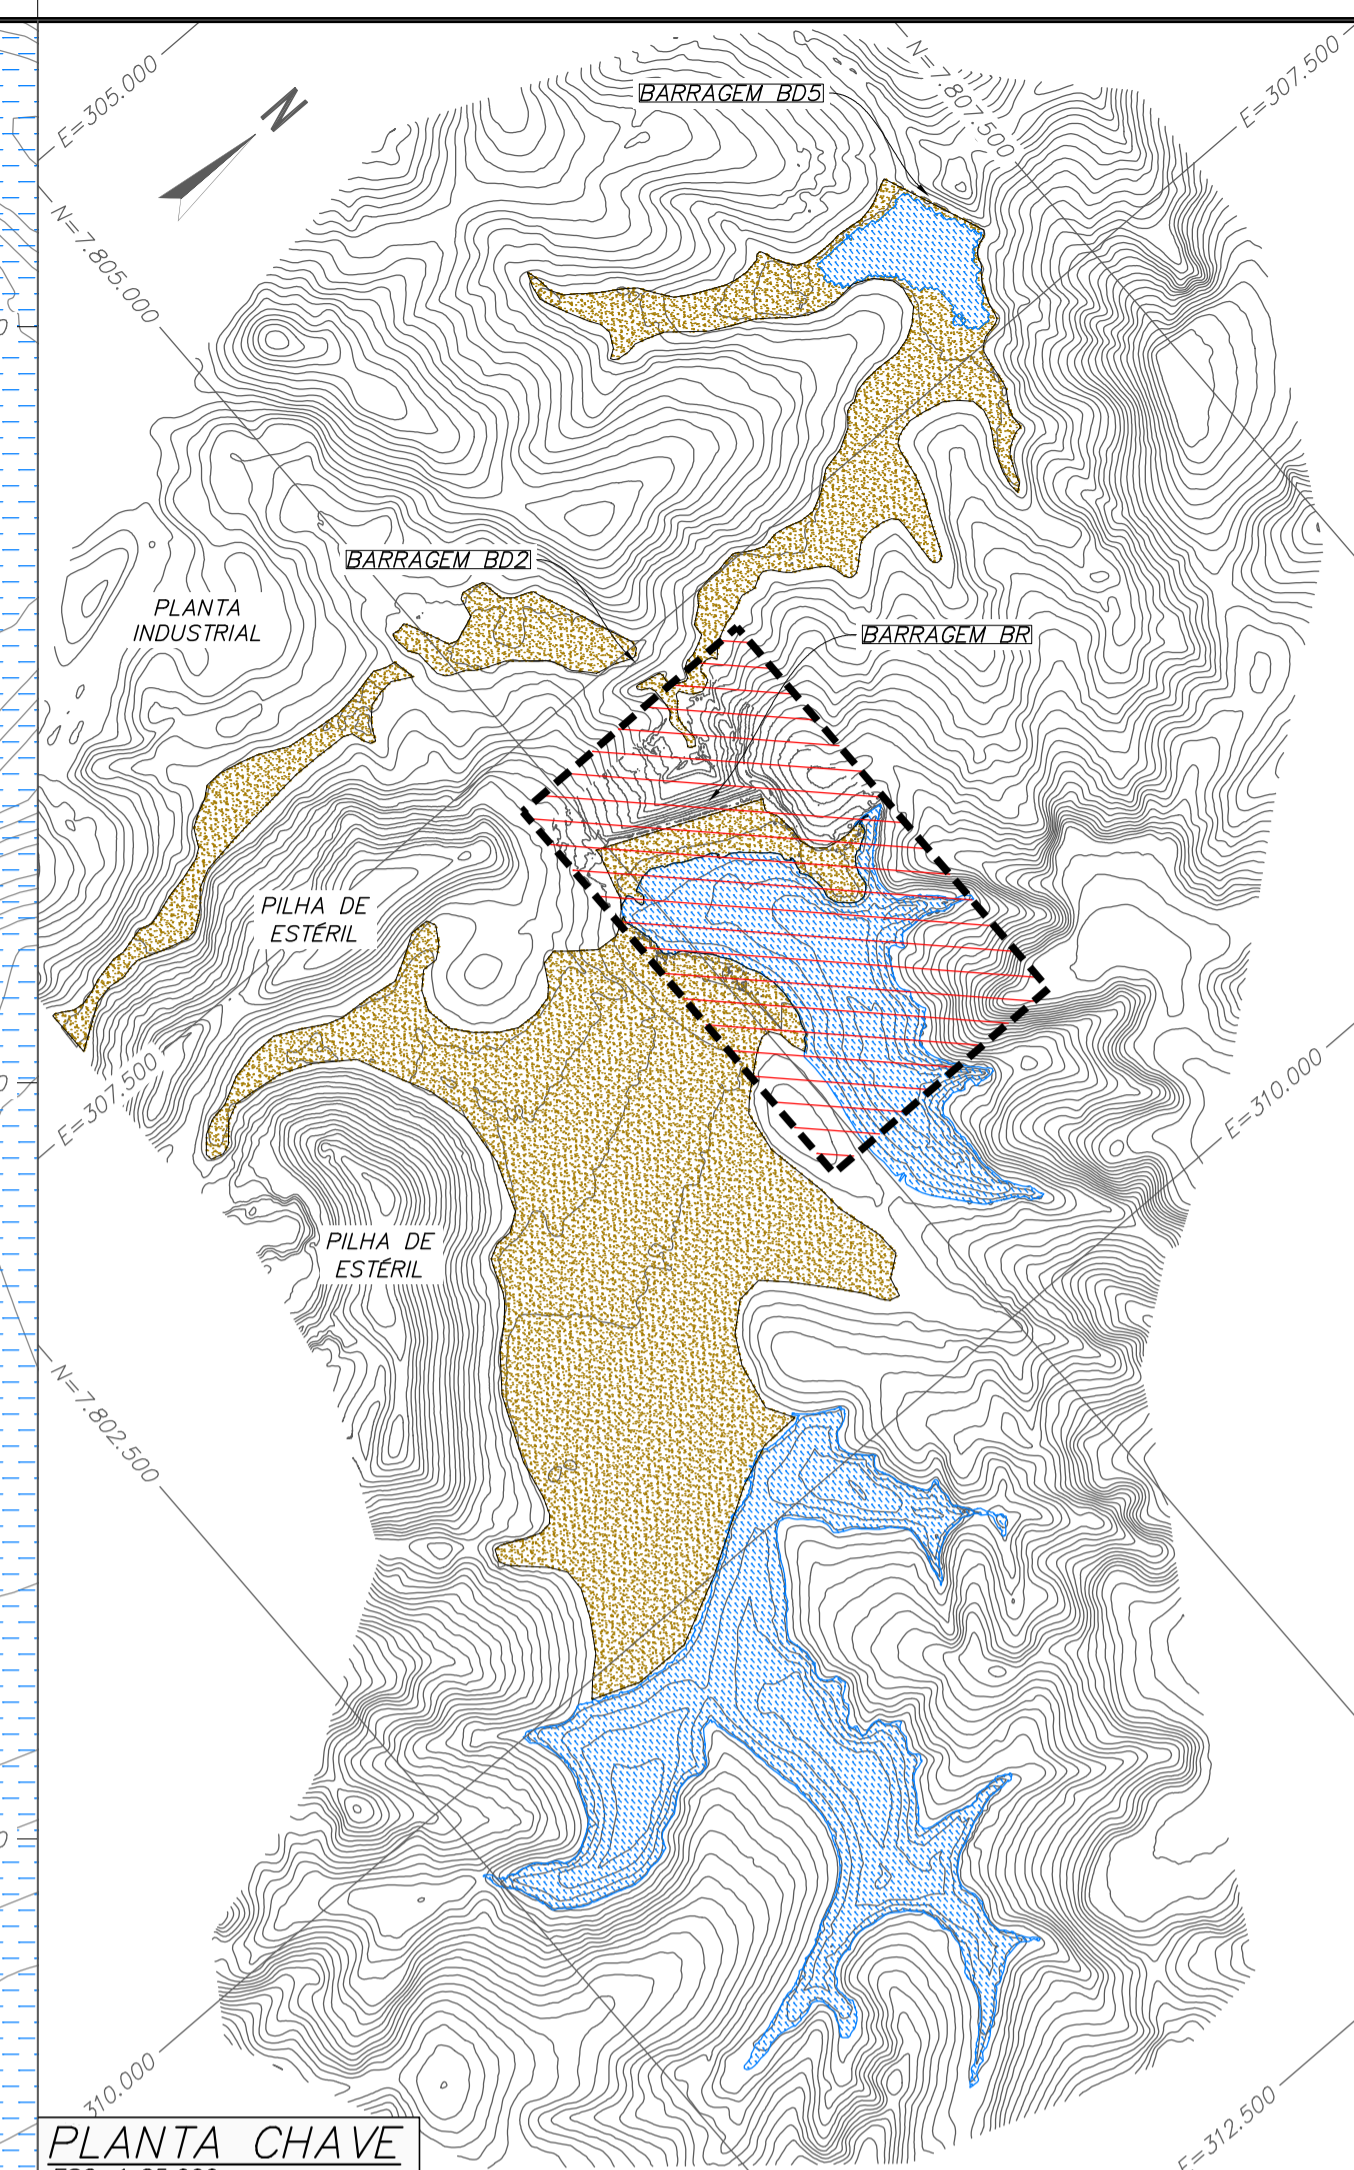 BARRAGEM BD5
E=305.000
N=7.807.500
E=307.500
N
N=7.805.000
BARRAGEM BD2
PLANTA
INDUSTRIAL
BARRAGEM BR
PILHA DE
ESTÉRIL
E=307.500
E=310.000
PILHA DE
ESTÉRIL
N=7.802.500
310.000
E=312.500
PLANTA CHAVE